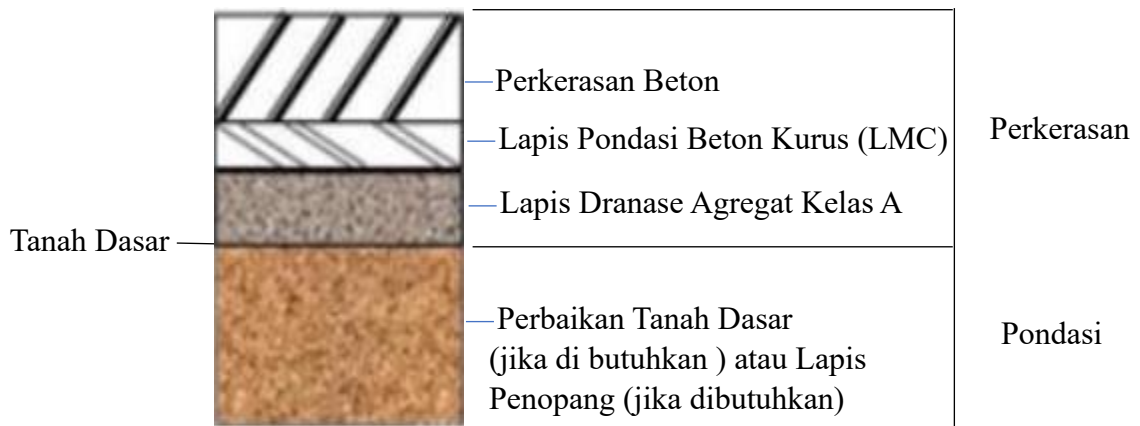 Perkerasan Beton
Lapis Pondasi Beton Kurus (LMC)
Perkerasan
Lapis Dranase Agregat Kelas A
Tanah Dasar
Perbaikan Tanah Dasar
(jika di butuhkan ) atau Lapis
Penopang (jika dibutuhkan)
Pondasi